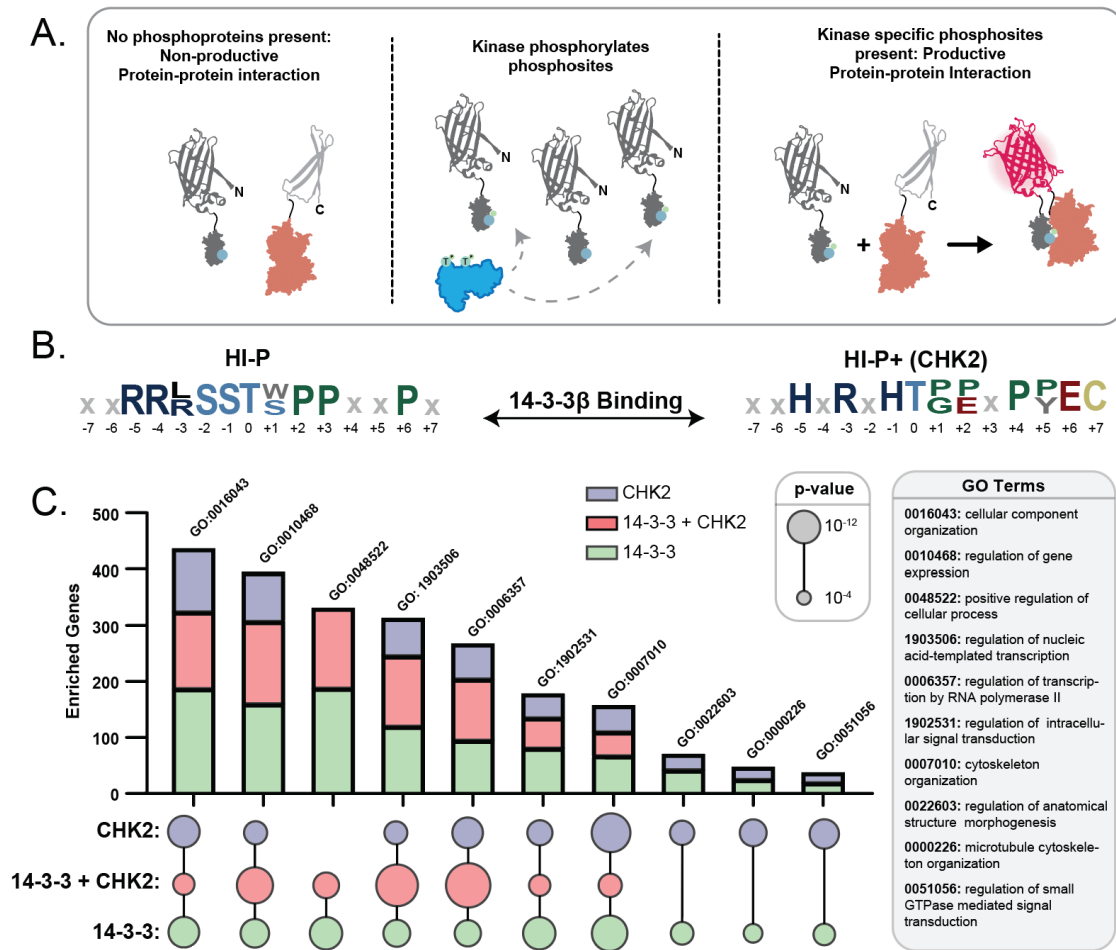 A.
No phosphoproteins present:
Non-productive
Protein-protein interaction
Kinase phosphorylates
phosphosites
Kinase specific phosphosites
present: Productive
Protein-protein Interaction
N
C
N
N
N
T* T*
N
C
+
B.
HI-P
x x R R L R S S T W S P P x x P x
-7 -6 -5 -4 -3 -2 -1 0 +1 +2 +3 +4 +5 +6 +7
14-3-3β Binding
HI-P+ (CHK2)
x x H x R x H T P G P E x P P Y E C
-7 -6 -5 -4 -3 -2 -1 0 +1 +2 +3 +4 +5 +6 +7
C.
Enriched Genes
500
400
300
200
100
0
GO:0016043
GO:0010468
GO:0048522
GO: 1903506
GO:0006357
GO:1902531
GO:0007010
GO:0022603
GO:0000226
GO:0051056
CHK2
14-3-3 + CHK2
14-3-3
p-value
10-12
10-4
CHK2:
14-3-3 + CHK2:
14-3-3:
GO Terms
0016043: cellular component
organization
0010468: regulation of gene
expression
0048522: positive regulation of
cellular process
1903506: regulation of nucleic
acid-templated transcription
0006357: regulation of transcrip-
tion by RNA polymerase II
1902531: regulation of intracellu-
lar signal transduction
0007010: cytoskeleton
organization
0022603: regulation of anatomical
structure morphogenesis
0000226: microtubule cytoskele-
ton organization
0051056: regulation of small
GTPase mediated signal
transduction